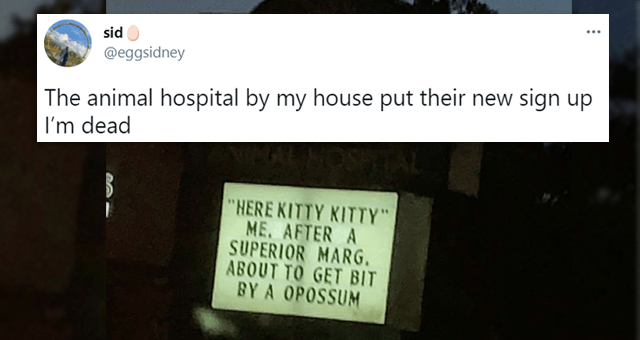 sid
@eggsidney
The animal hospital by my house put their new sign up
I'm dead
"HERE KITTY KITTY"
ME, AFTER A
SUPERIOR MARG,
ABOUT TO GET BIT
BY A OPOSSUM